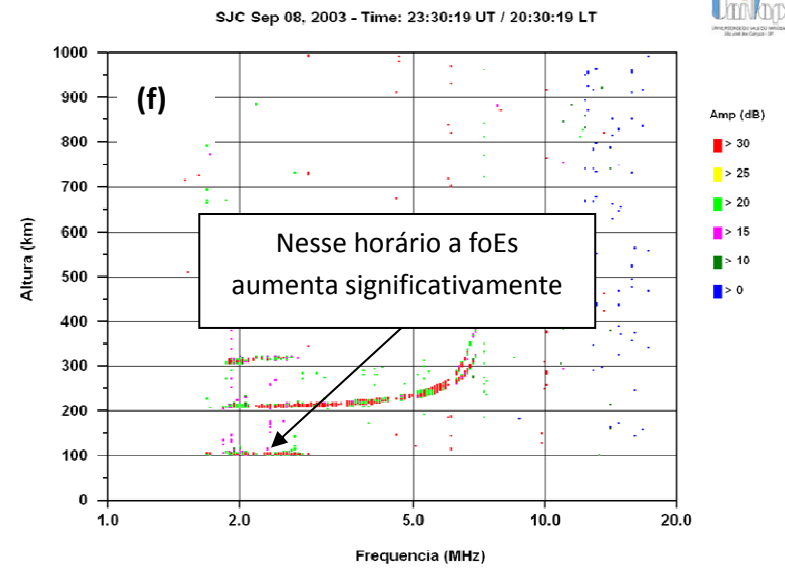 SJC Sep 08, 2003 - Time: 23:30:19 UT / 20:30:19 LT
1000
900
800
700
600
500
400
300
200
100
0
Altura (km)
(f)
Nesse horário a foEs
aumenta significativamente
1.0 2.0 5.0 10.0 20.0
Frequencia (MHz)
Univap
Amp (dB)
> 30
> 25
> 20
> 15
> 10
> 0